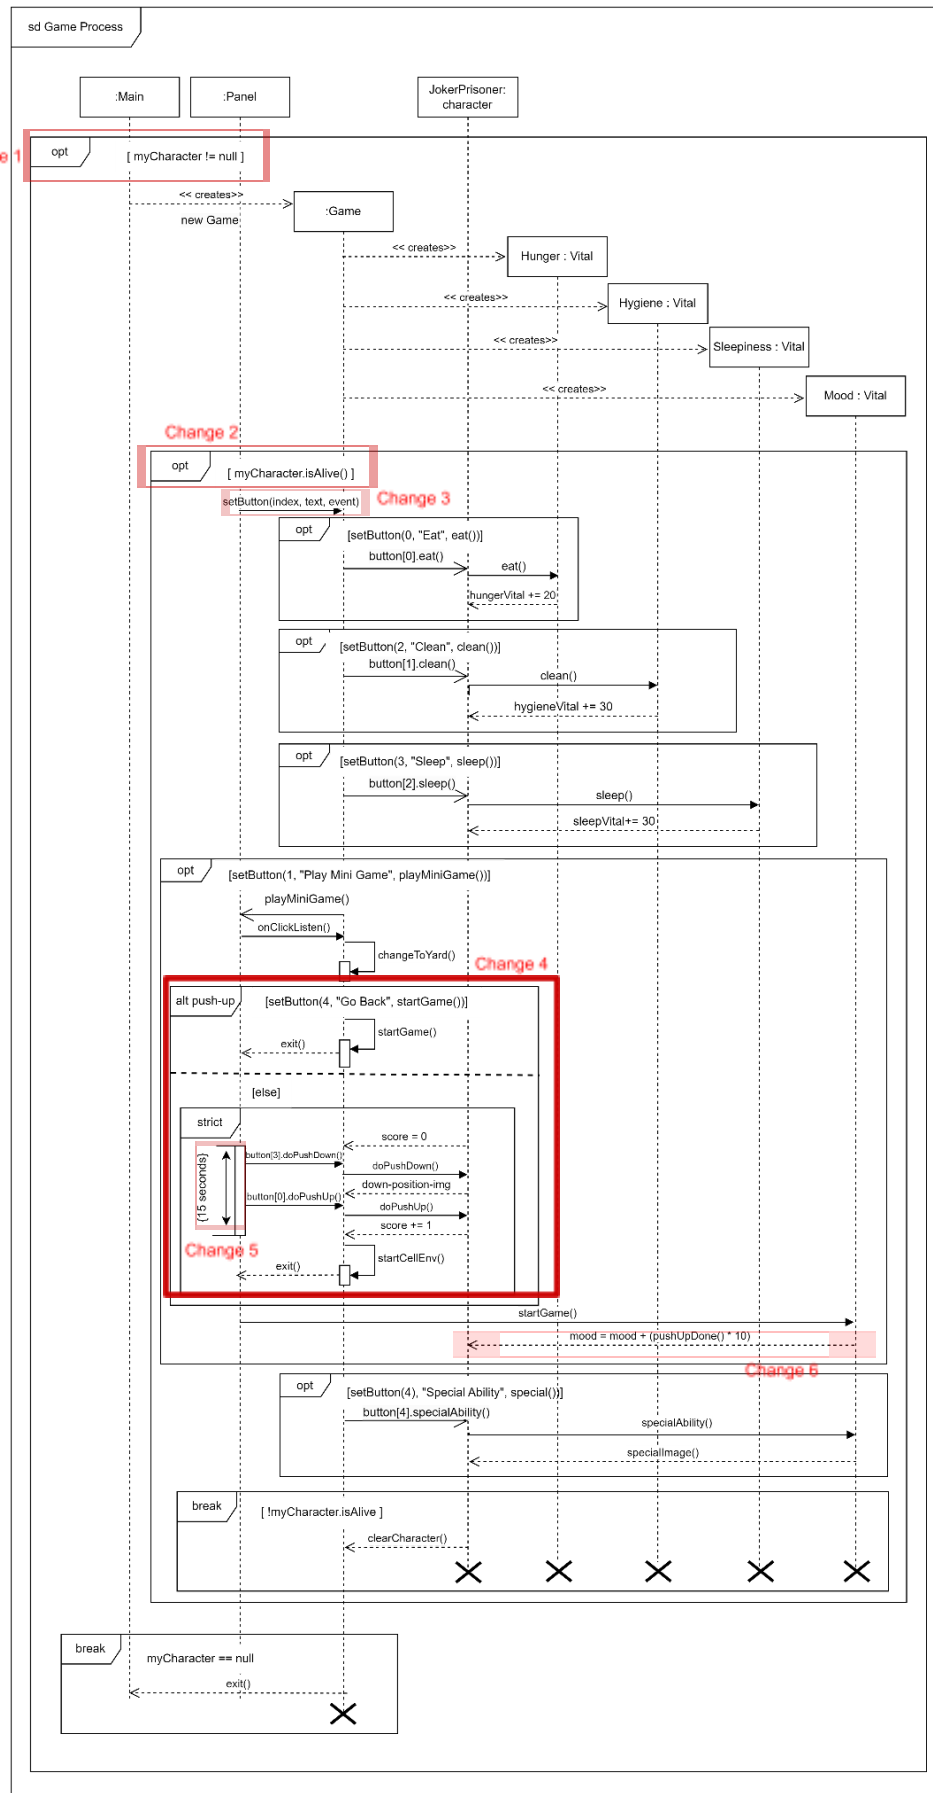 sd Game Process
:Main
:Panel
JokerPrisoner:
character
e 1
opt
[ myCharacter != null ]
<< creates>>
new Game
:Game
<< creates>>
Hunger : Vital
<< creates>>
Hygiene : Vital
<< creates>>
Sleepiness : Vital
<< creates>>
Mood : Vital
Change 2
opt
[ myCharacter.isAlive() ]
setButton(index, text, event)
Change 3
opt
[setButton(0, "Eat", eat())]
button[0].eat()
eat()
hungerVital += 20
opt
[setButton(2, "Clean", clean())]
button[1].clean()
clean()
hygieneVital += 30
opt
[setButton(3, "Sleep", sleep())]
button[2].sleep()
sleep()
sleepVital+= 30
opt
[setButton(1, "Play Mini Game", playMiniGame())]
playMiniGame()
onClickListen()
changeToYard()
Change 4
alt push-up
[setButton(4, "Go Back", startGame())]
startGame()
exit()
[else]
strict
score = 0
button[3].doPushDown()
doPushDown()
{15 seconds}
down-position-img
button[0].doPushUp()
doPushUp()
score += 1
Change 5
startCellEnv()
exit()
startGame()
mood = mood + (pushUpDone() * 10)
Change 6
opt
[setButton(4), "Special Ability", special())]
button[4].specialAbility()
specialAbility()
specialImage()
break
[ !myCharacter.isAlive ]
clearCharacter()
break
myCharacter == null
exit()